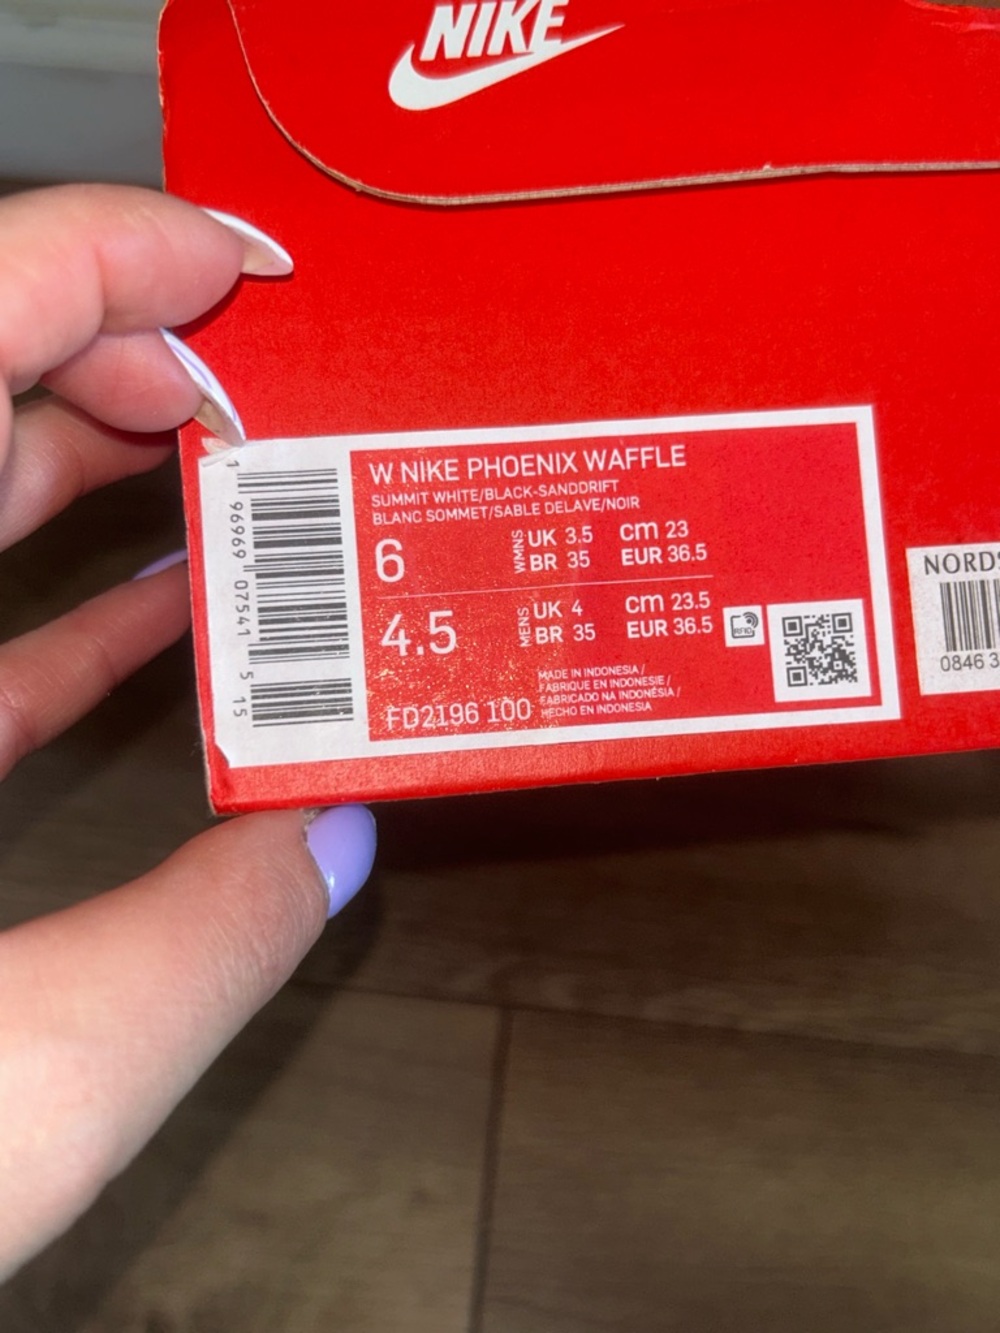 NIKE
W NIKE PHOENIX WAFFLE
SUMMIT WHITE/BLACK-SANDDRIFT
BLANC SOMMET/SABLE DELAVE/NOIR
6 WMNS UK 3.5 cm 23
BR 35 EUR 36.5
4.5 MENS UK 4 cm 23.5
BR 35 EUR 36.5
RFID
FD2196 100
MADE IN INDONESIA /
FABRIQUE EN INDONESIE /
FABRICADO NA INDONÉSIA /
HECHO EN INDONESIA
1 96969 07541 5 15
NORDS
0846 3